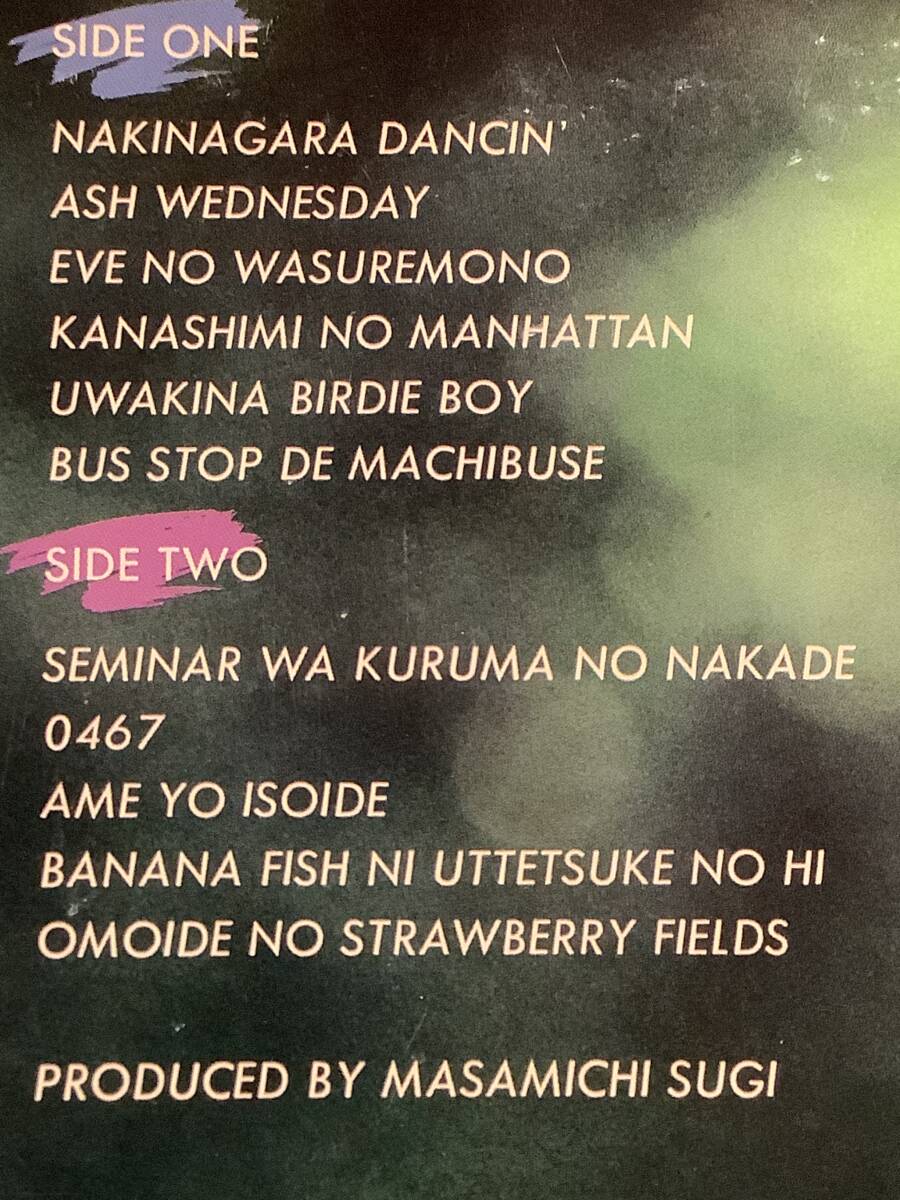 SIDE ONE
NAKINAGARA DANCIN'
ASH WEDNESDAY
EVE NO WASUREMONO
KANASHIMI NO MANHATTAN
UWAKINA BIRDIE BOY
BUS STOP DE MACHIBUSE
SIDE TWO
SEMINAR WA KURUMA NO NAKADE
0467
AME YO ISOIDE
BANANA FISH NI UTTETSUKE NO HI
OMOIDE NO STRAWBERRY FIELDS
PRODUCED BY MASAMICHI SUGI